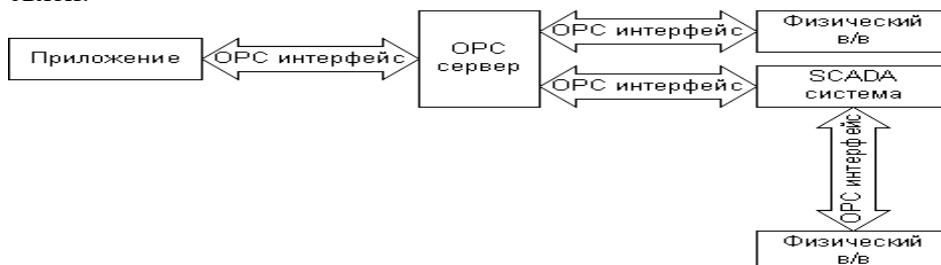 Приложение
OPC интерфейс
OPC
сервер
OPC интерфейс
Физический
в/в
OPC интерфейс
SCADA
система
OPC интерфейс
Физический
в/в